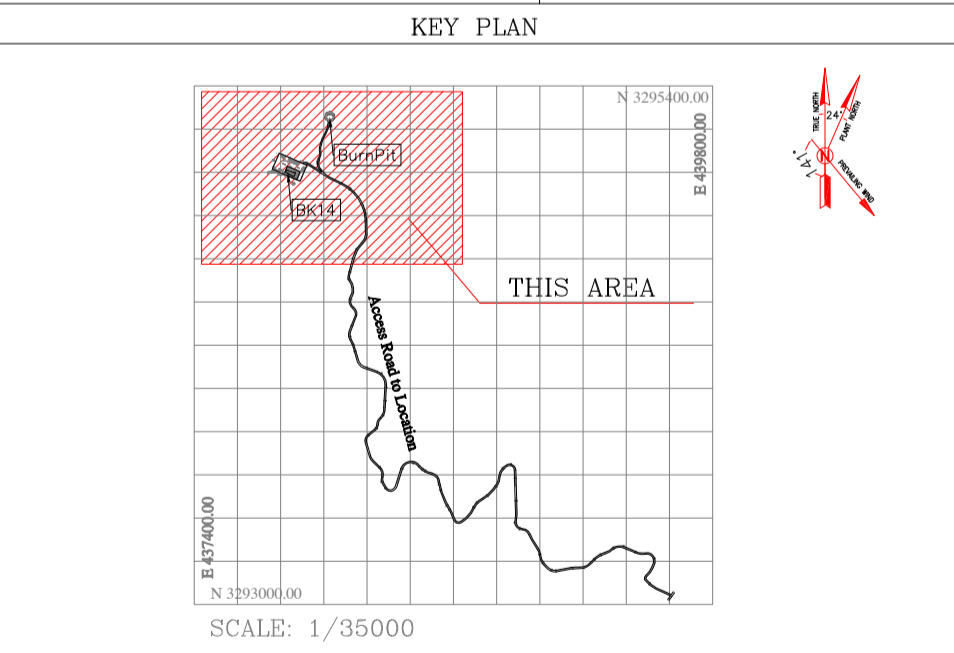 KEY PLAN
N 3295400.00
E 439800.00
TRUE NORTH
24°
PLANT NORTH
N
141°
PREVAILING WIND
BurnPit
BK14
THIS AREA
Access Road to Location
E 437400.00
N 3293000.00
SCALE: 1/35000